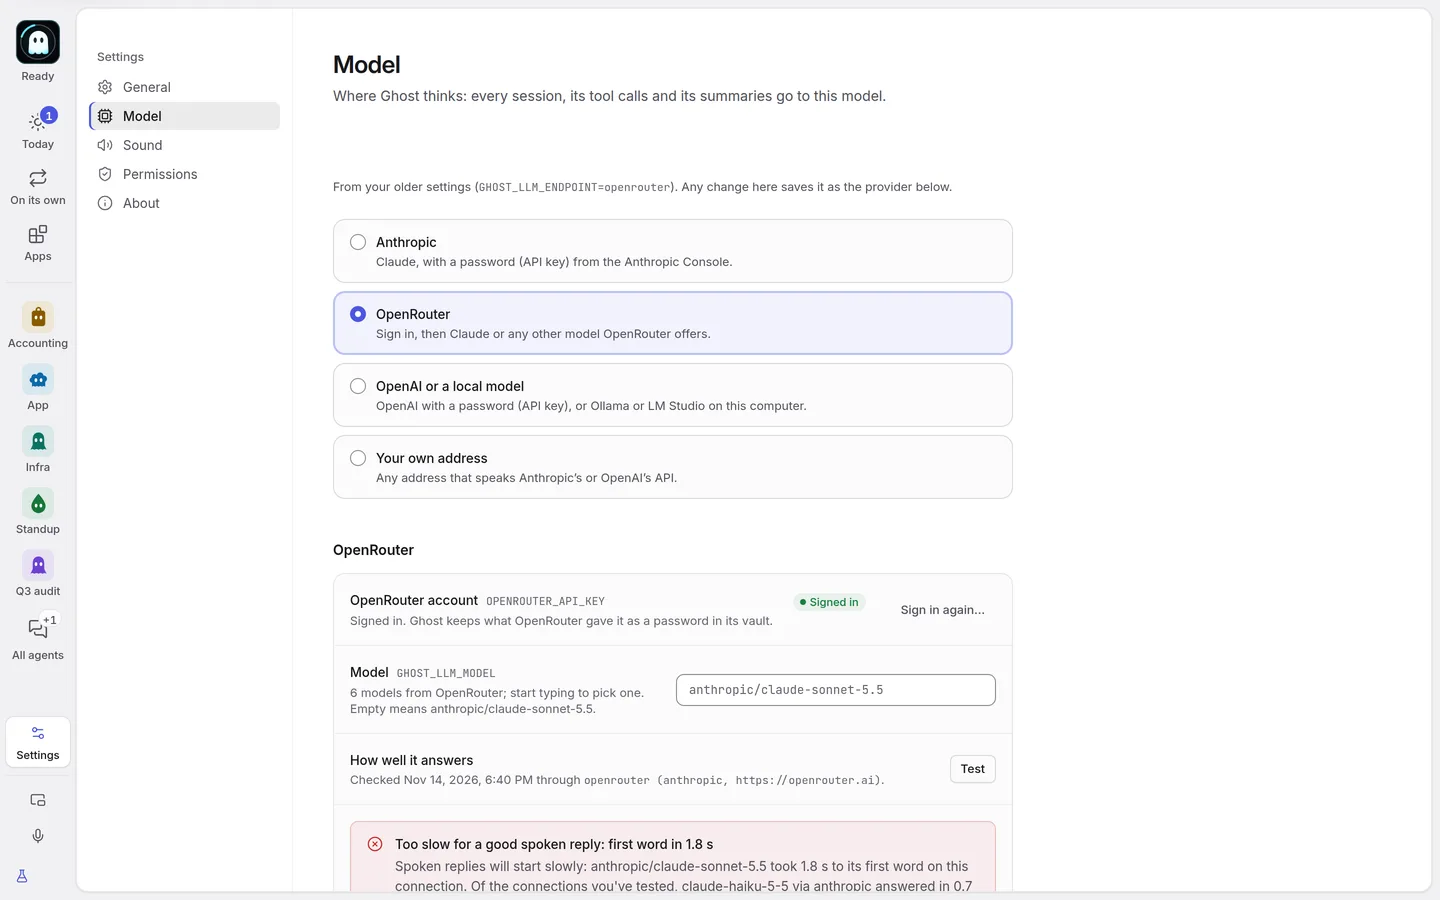 Ready
1
Today
On its own
Apps
Accounting
App
Infra
Standup
Q3 audit
+1
All agents
Settings
Settings
General
Model
Sound
Permissions
About
Model
Where Ghost thinks: every session, its tool calls and its summaries go to this model.
From your older settings (GHOST_LLM_ENDPOINT=openrouter). Any change here saves it as the provider below.
Anthropic
Claude, with a password (API key) from the Anthropic Console.
OpenRouter
Sign in, then Claude or any other model OpenRouter offers.
OpenAI or a local model
OpenAI with a password (API key), or Ollama or LM Studio on this computer.
Your own address
Any address that speaks Anthropic’s or OpenAI’s API.
OpenRouter
OpenRouter account OPENROUTER_API_KEY
Signed in. Ghost keeps what OpenRouter gave it as a password in its vault.
Signed in
Sign in again...
Model GHOST_LLM_MODEL
6 models from OpenRouter; start typing to pick one.
Empty means anthropic/claude-sonnet-5.5.
anthropic/claude-sonnet-5.5
How well it answers
Checked Nov 14, 2026, 6:40 PM through openrouter (anthropic, https://openrouter.ai).
Test
Too slow for a good spoken reply: first word in 1.8 s
Spoken replies will start slowly: anthropic/claude-sonnet-5.5 took 1.8 s to its first word on this
connection. Of the connections you've tested, claude-haiku-5-5 via anthropic answered in 0.7